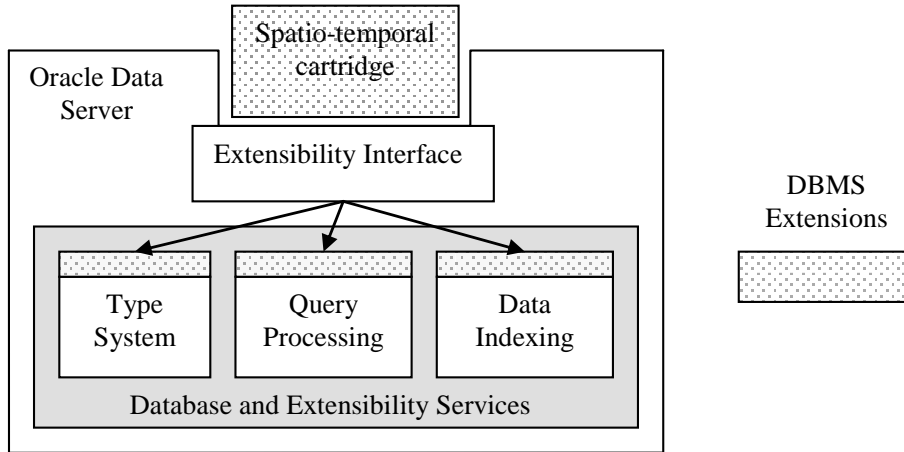 Spatio-temporal
cartridge
Oracle Data
Server
Extensibility Interface
DBMS
Extensions
Type
System
Query
Processing
Data
Indexing
Database and Extensibility Services